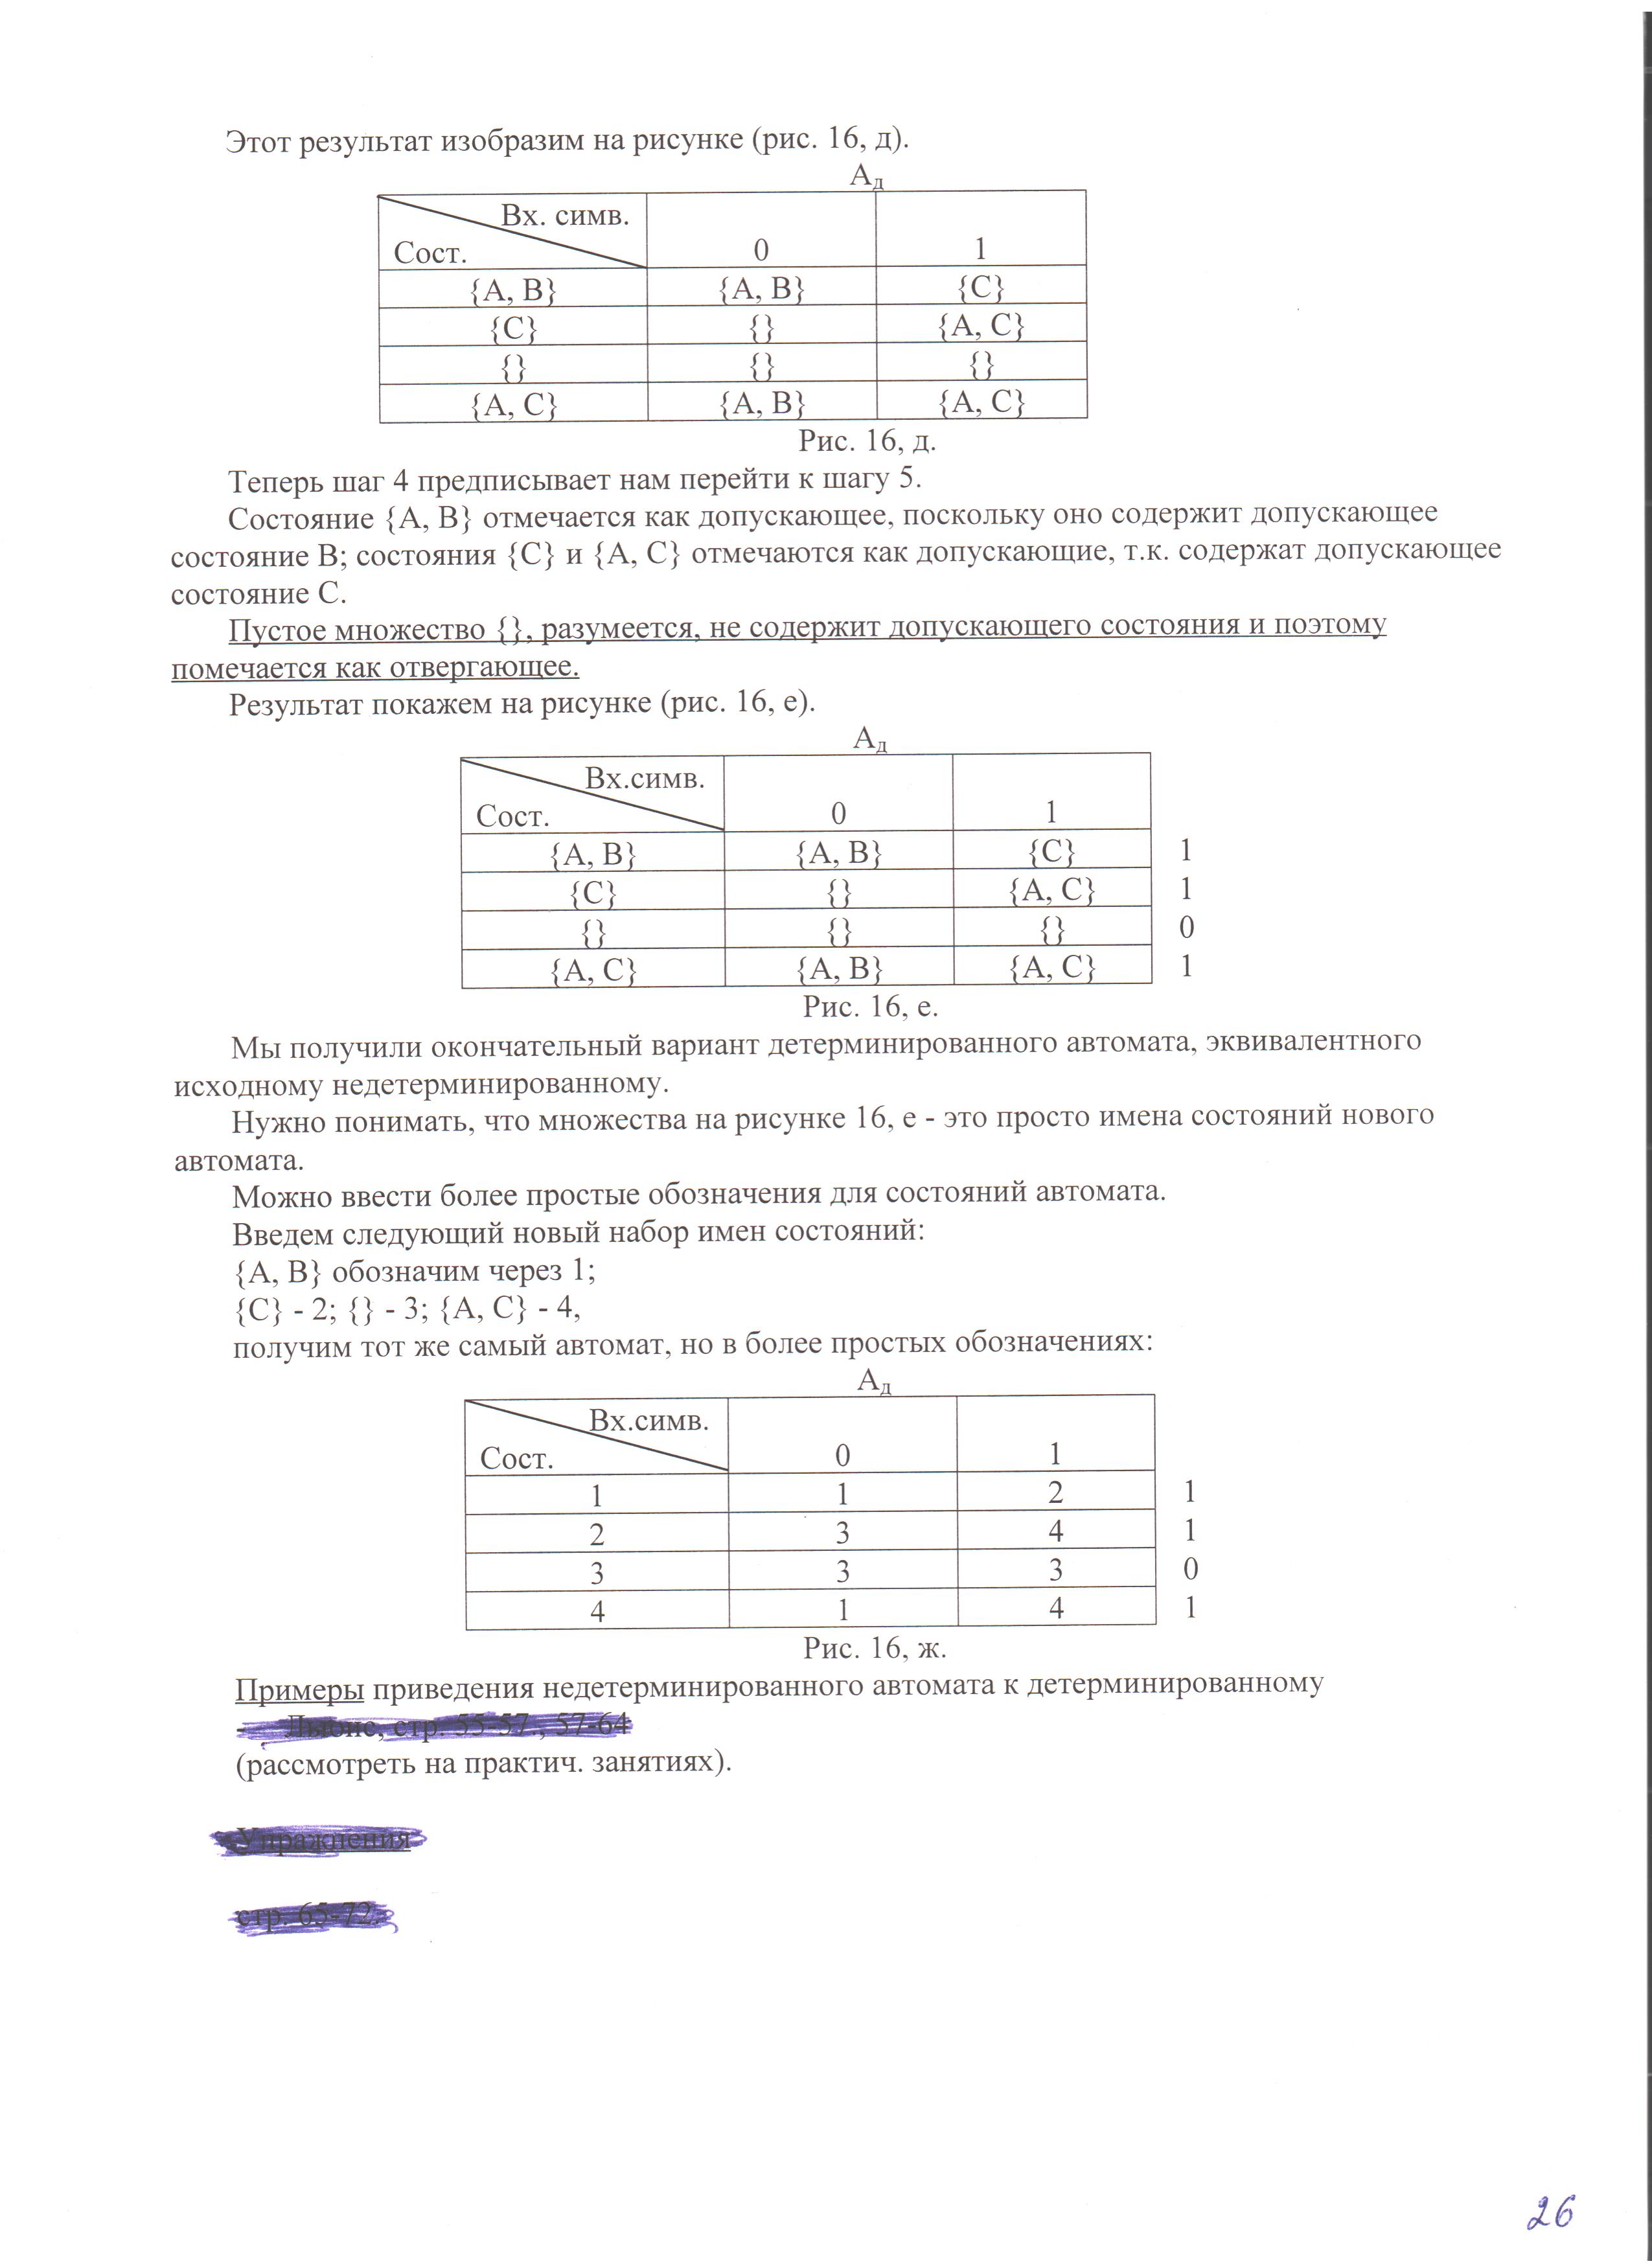 Этот результат изобразим на рисунке (рис. 16, д).
Aд
Вх. симв.
Сост. 0 1
{A, B} {A, B} {C}
{C} {} {A, C}
{} {} {}
{A, C} {A, B} {A, C}
Рис. 16, д.
Теперь шаг 4 предписывает нам перейти к шагу 5.
Состояние {A, B} отмечается как допускающее, поскольку оно содержит допускающее
состояние B; состояния {C} и {A, C} отмечаются как допускающие, т.к. содержат допускающее
состояние C.
Пустое множество {}, разумеется, не содержит допускающего состояния и поэтому
помечается как отвергающее.
Результат покажем на рисунке (рис. 16, е).
Aд
Вх.симв.
Сост. 0 1
{A, B} {A, B} {C} 1
{C} {} {A, C} 1
{} {} {} 0
{A, C} {A, B} {A, C} 1
Рис. 16, е.
Мы получили окончательный вариант детерминированного автомата, эквивалентного
исходному недетерминированному.
Нужно понимать, что множества на рисунке 16, е - это просто имена состояний нового
автомата.
Можно ввести более простые обозначения для состояний автомата.
Введем следующий новый набор имен состояний:
{A, B} обозначим через 1;
{C} - 2; {} - 3; {A, C} - 4,
получим тот же самый автомат, но в более простых обозначениях:
Aд
Вх.симв.
Сост. 0 1
1 1 2 1
2 3 4 1
3 3 3 0
4 1 4 1
Рис. 16, ж.
Примеры приведения недетерминированного автомата к детерминированному
- Льюис, стр. 55-57., 57-64
(рассмотреть на практич. занятиях).
Упражнения
стр. 65-72.
26